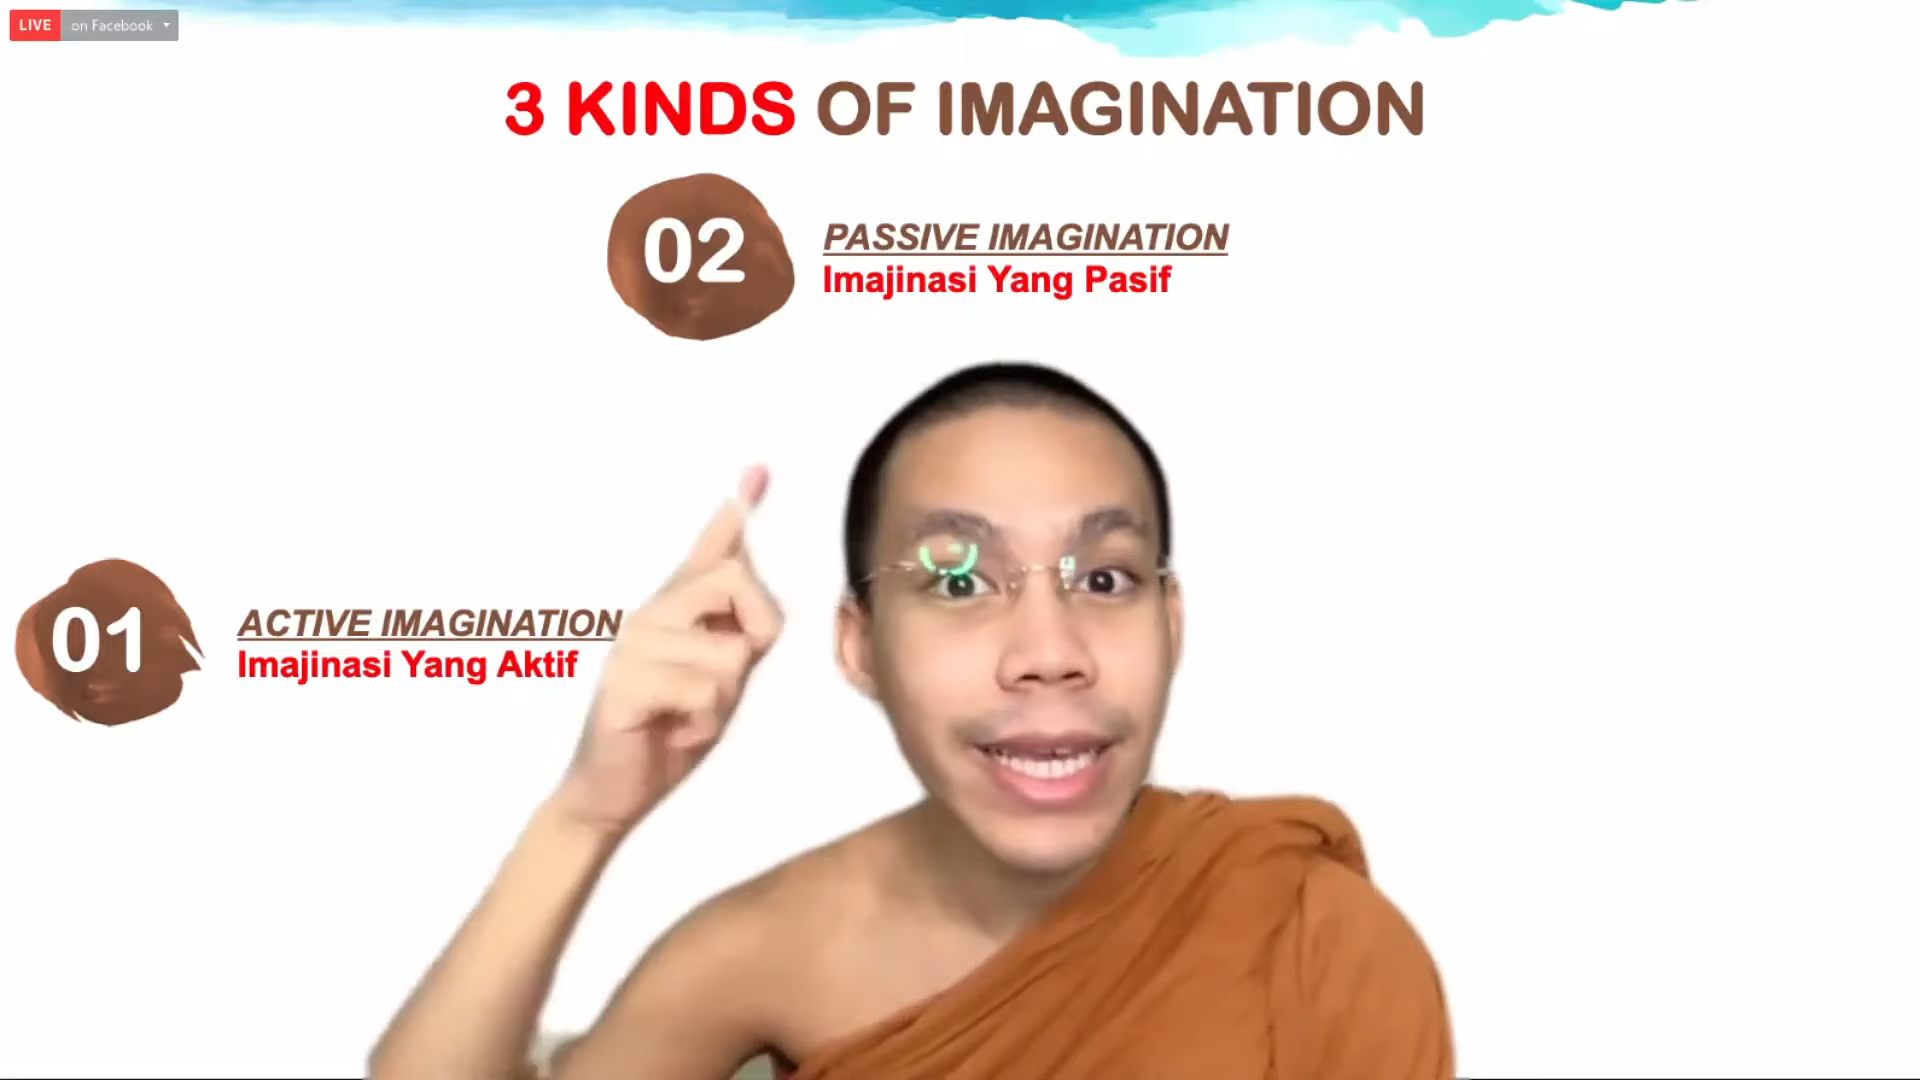 LIVE on Facebook
3 KINDS OF IMAGINATION
02
PASSIVE IMAGINATION
Imajinasi Yang Pasif
01
ACTIVE IMAGINATION
Imajinasi Yang Aktif